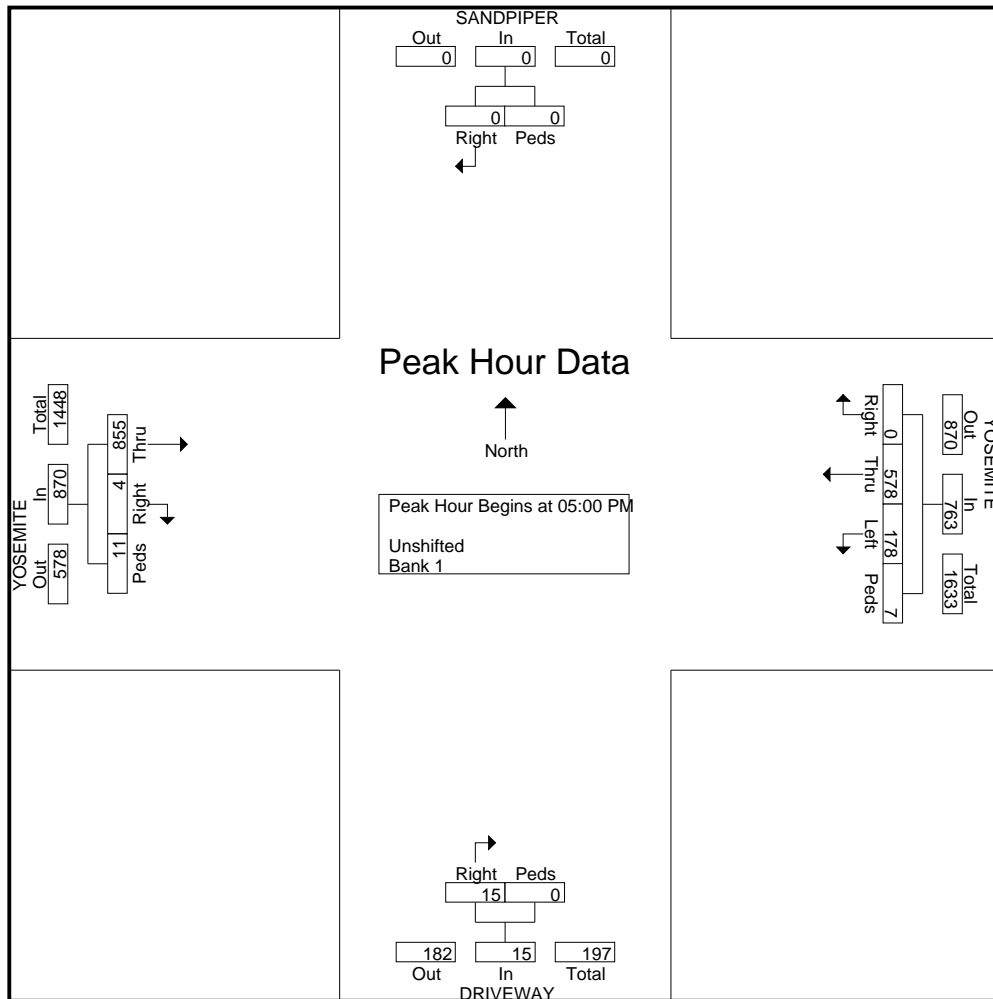 SANDPIPER
Out In Total
0 0 0
0 0
Right Peds
Peak Hour Data
North
Peak Hour Begins at 05:00 PM
Unshifted
Bank 1
YOSEMITE
Total In Out
1448 870 578
855 4 11
Thru Right Peds
YOSEMITE
Out In Total
870 763 1633
0 578 178 7
Right Thru Left Peds
Right Peds
15 0
182 15 197
Out In Total
DRIVEWAY